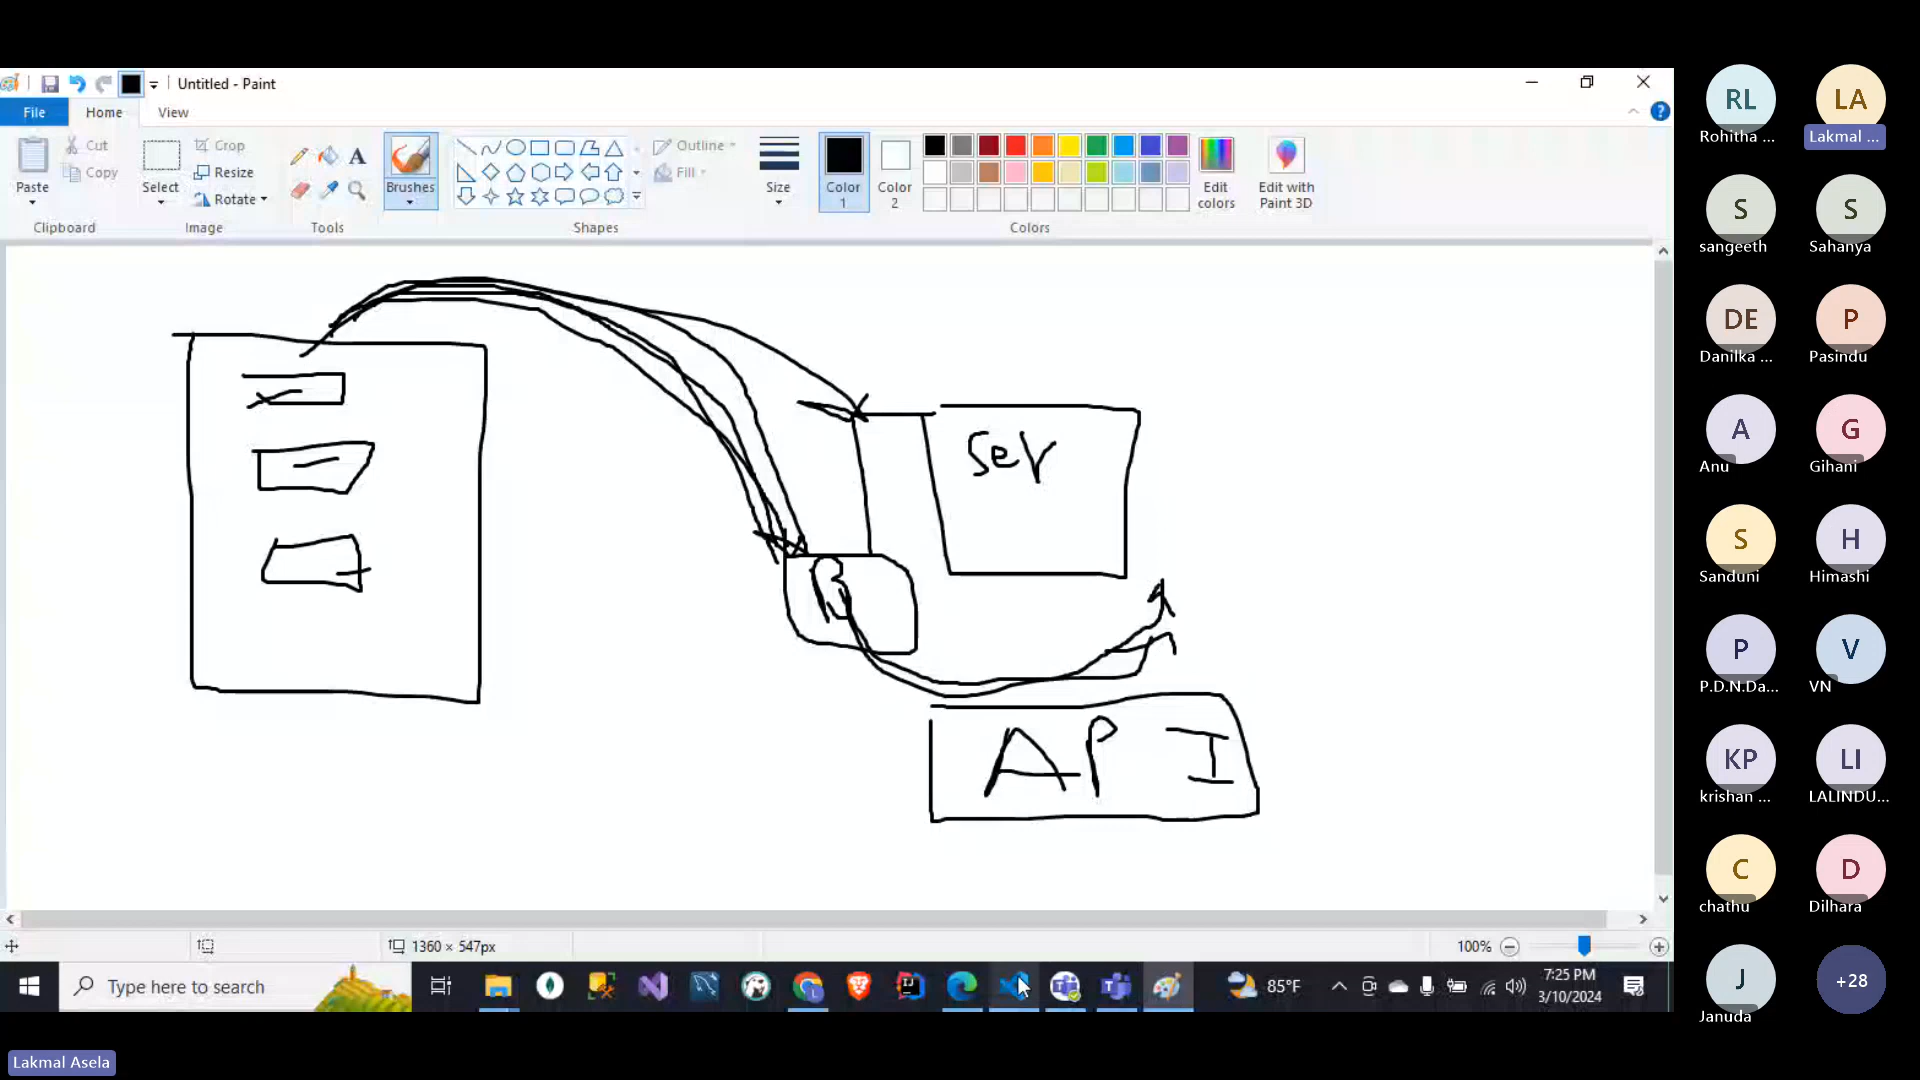 Untitled - Paint
File
Home
View
Paste
Cut
Copy
Clipboard
Select
Crop
Resize
Rotate
Image
A
Tools
Brushes
Shapes
Outline
Fill
Size
Color
1
Color
2
Edit
colors
Edit with
Paint 3D
Colors
Ser
B
API
1360 × 547px
100%
Type here to search
85°F
7:25 PM
3/10/2024
RL
Rohitha ...
LA
Lakmal ...
S
sangeeth
S
Sahanya
DE
Danilka ...
P
Pasindu
A
Anu
G
Gihani
S
Sanduni
H
Himashi
P
P.D.N.Da...
V
VN
KP
krishan ...
LI
LALINDU...
C
chathu
D
Dilhara
J
Januda
+28
Lakmal Asela